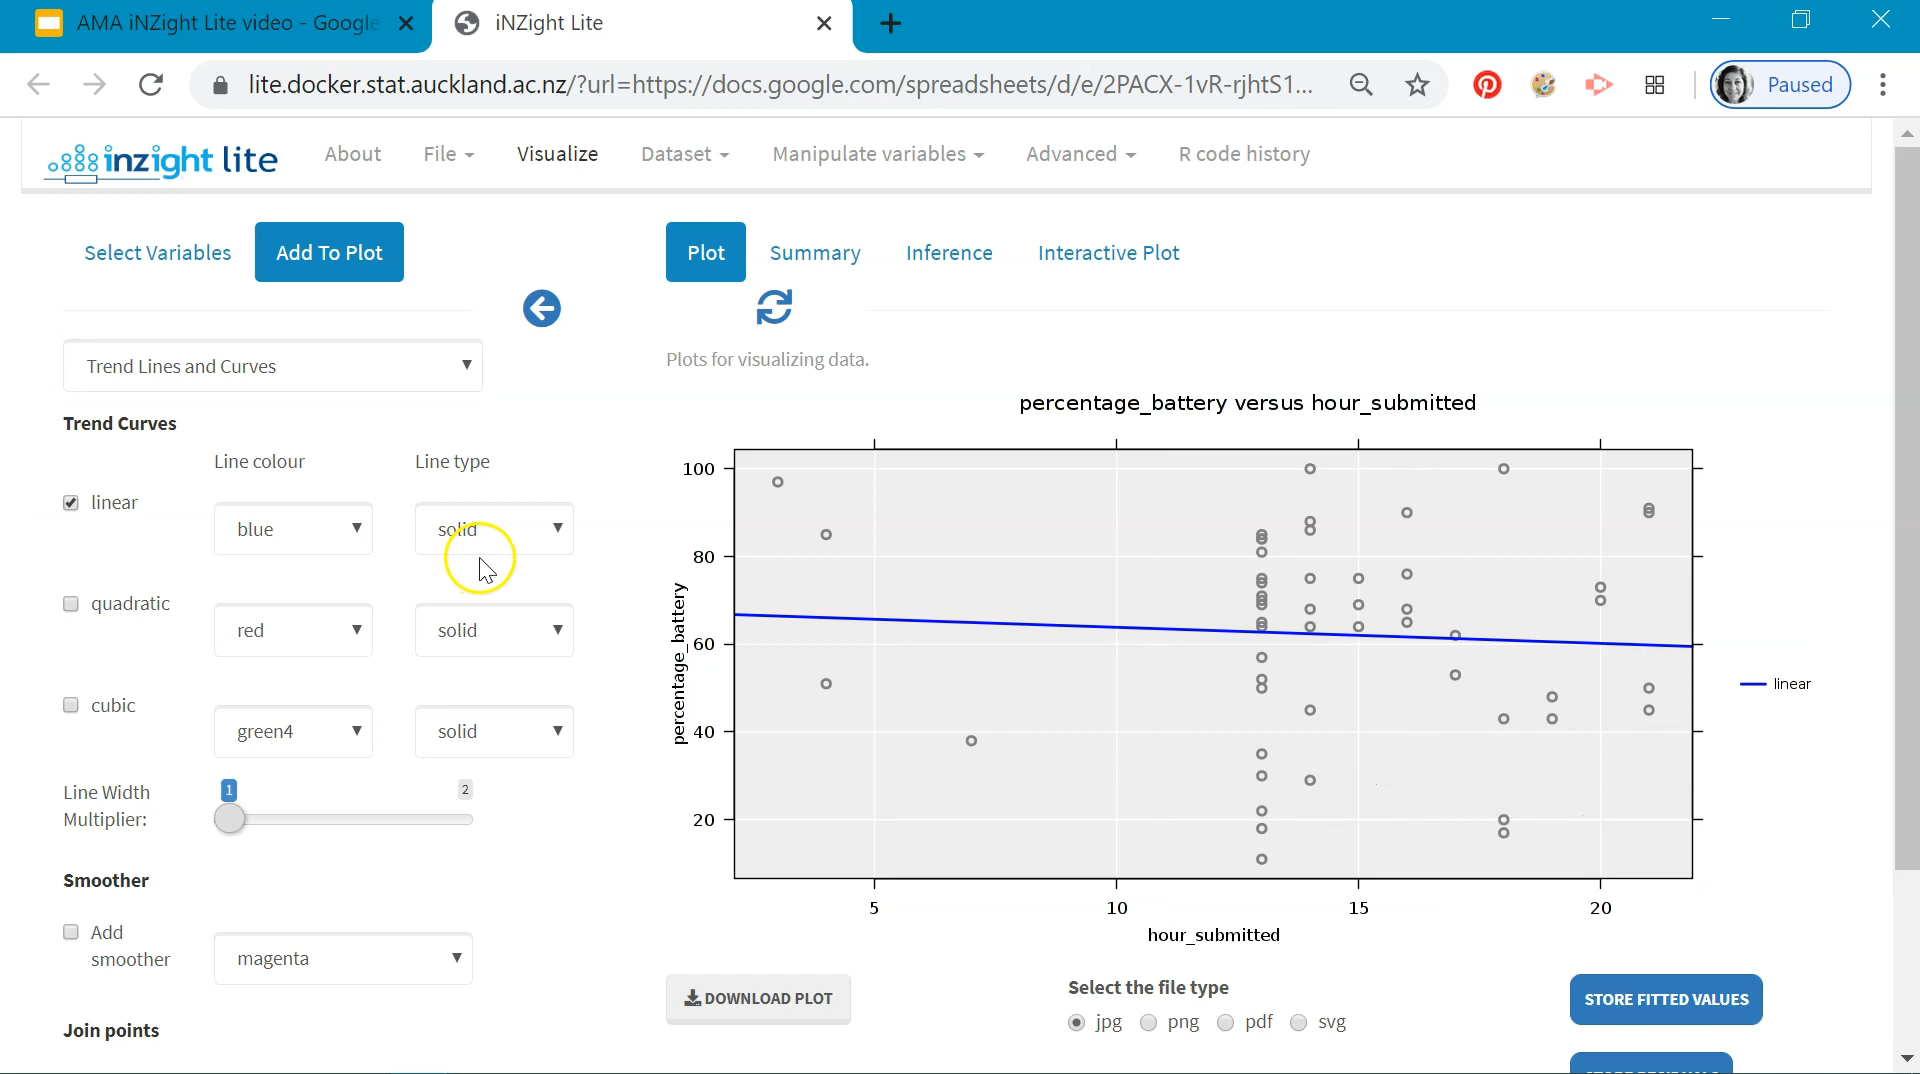 AMA iNZight Lite video - Google
iNZight Lite
lite.docker.stat.auckland.ac.nz/?url=https://docs.google.com/spreadsheets/d/e/2PACX-1vR-rjhtS1...
Paused
inzight lite
About
File
Visualize
Dataset
Manipulate variables
Advanced
R code history
Select Variables
Add To Plot
Plot
Summary
Inference
Interactive Plot
Trend Lines and Curves
Plots for visualizing data.
Trend Curves
Line colour
Line type
linear
blue
solid
quadratic
red
solid
cubic
green4
solid
Line Width
Multiplier:
1
2
Smoother
Add
smoother
magenta
Join points
percentage_battery versus hour_submitted
100
80
60
40
20
percentage_battery
5
10
15
20
hour_submitted
linear
DOWNLOAD PLOT
Select the file type
jpg
png
pdf
svg
STORE FITTED VALUES